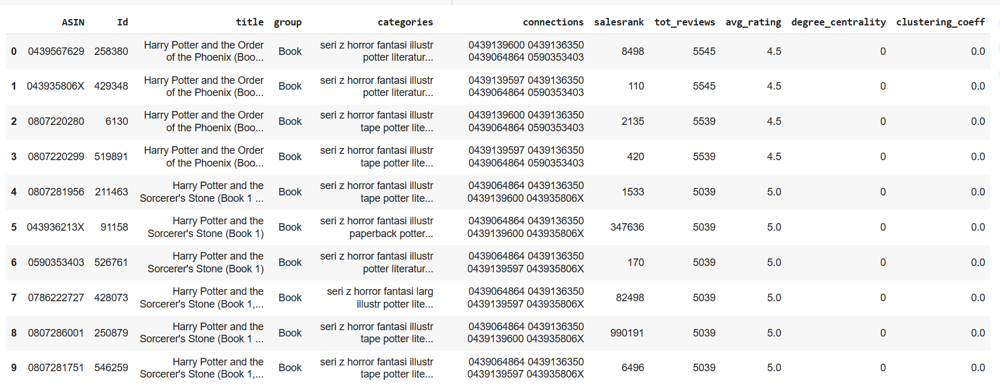 ASIN Id title group categories connections salesrank tot_reviews avg_rating degree_centrality clustering_coeff
0 0439567629 258380 Harry Potter and the Order of the Phoenix (Boo... Book seri z horror fantasi illustr potter literatur... 0439139600 0439136350 0439064864 0590353403 8498 5545 4.5 0 0.0
1 043935806X 429348 Harry Potter and the Order of the Phoenix (Boo... Book seri z horror fantasi illustr potter literatur... 0439139597 0439136350 0439064864 0590353403 110 5545 4.5 0 0.0
2 0807220280 6130 Harry Potter and the Order of the Phoenix (Boo... Book seri z horror fantasi illustr tape potter lite... 0439139600 0439136350 0439064864 0590353403 2135 5539 4.5 0 0.0
3 0807220299 519891 Harry Potter and the Order of the Phoenix (Boo... Book seri z horror fantasi illustr tape potter lite... 0439139597 0439136350 0439064864 0590353403 420 5539 4.5 0 0.0
4 0807281956 211463 Harry Potter and the Sorcerer's Stone (Book 1 ... Book seri z horror fantasi illustr tape potter lite... 0439064864 0439136350 0439139600 043935806X 1533 5039 5.0 0 0.0
5 043936213X 91158 Harry Potter and the Sorcerer's Stone (Book 1) Book seri z horror fantasi illustr paperback potter... 0439064864 0439136350 0439139600 043935806X 347636 5039 5.0 0 0.0
6 0590353403 526761 Harry Potter and the Sorcerer's Stone (Book 1) Book seri z horror fantasi illustr potter literatur... 0439064864 0439136350 0439139597 043935806X 170 5039 5.0 0 0.0
7 0786222727 428073 Harry Potter and the Sorcerer's Stone (Book 1,... Book seri z horror fantasi larg illustr potter lite... 0439064864 0439136350 0439139597 043935806X 82498 5039 5.0 0 0.0
8 0807286001 250879 Harry Potter and the Sorcerer's Stone (Book 1 ... Book seri z horror fantasi illustr tape potter lite... 0439064864 0439136350 0439139600 043935806X 990191 5039 5.0 0 0.0
9 0807281751 546259 Harry Potter and the Sorcerer's Stone (Book 1,... Book seri z horror fantasi illustr tape potter lite... 0439064864 0439136350 0439139597 043935806X 6496 5039 5.0 0 0.0